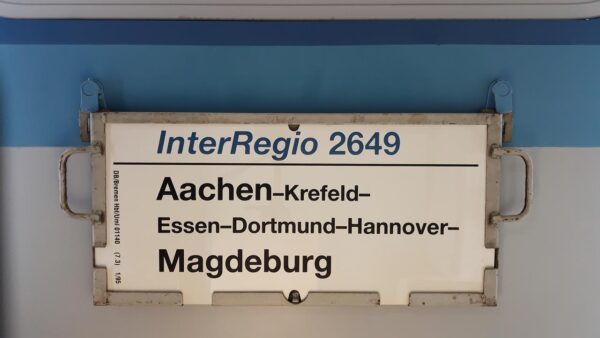 InterRegio 2649
Aachen–Krefeld–
Essen–Dortmund–Hannover–
Magdeburg